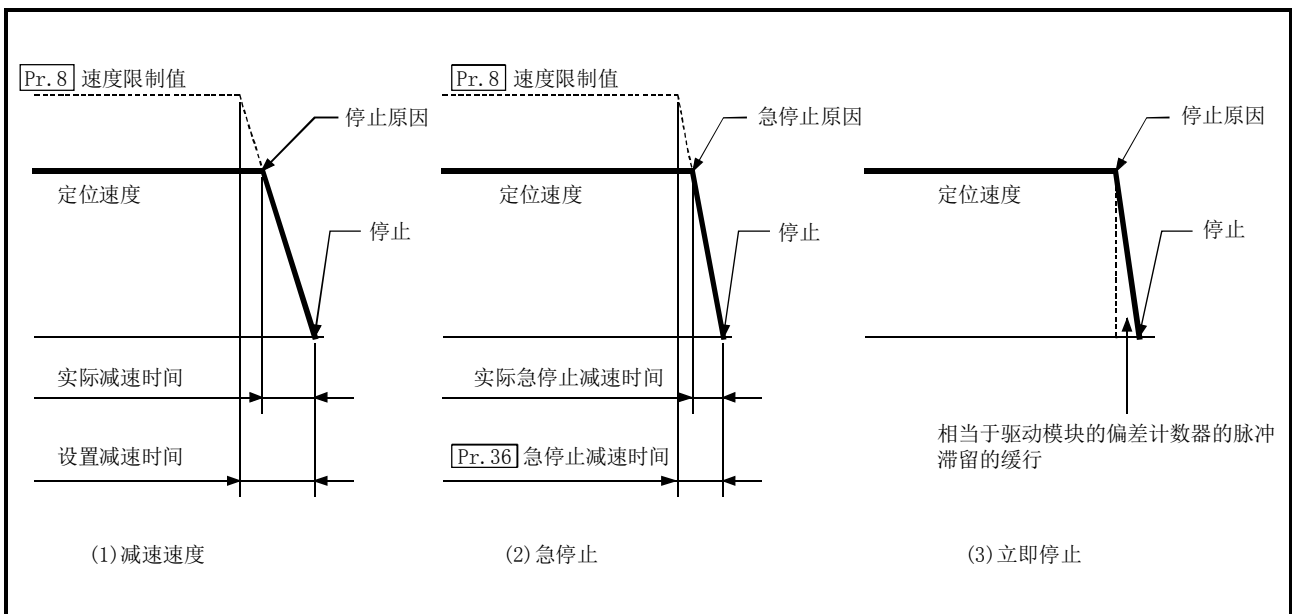 Pr.8 速度限制值
停止原因
定位速度
停止
实际减速时间
设置减速时间
(1)减速速度
Pr.8 速度限制值
急停止原因
定位速度
停止
实际急停止减速时间
Pr.36 急停止减速时间
(2)急停止
停止原因
定位速度
停止
相当于驱动模块的偏差计数器的脉冲
滞留的缓行
(3)立即停止